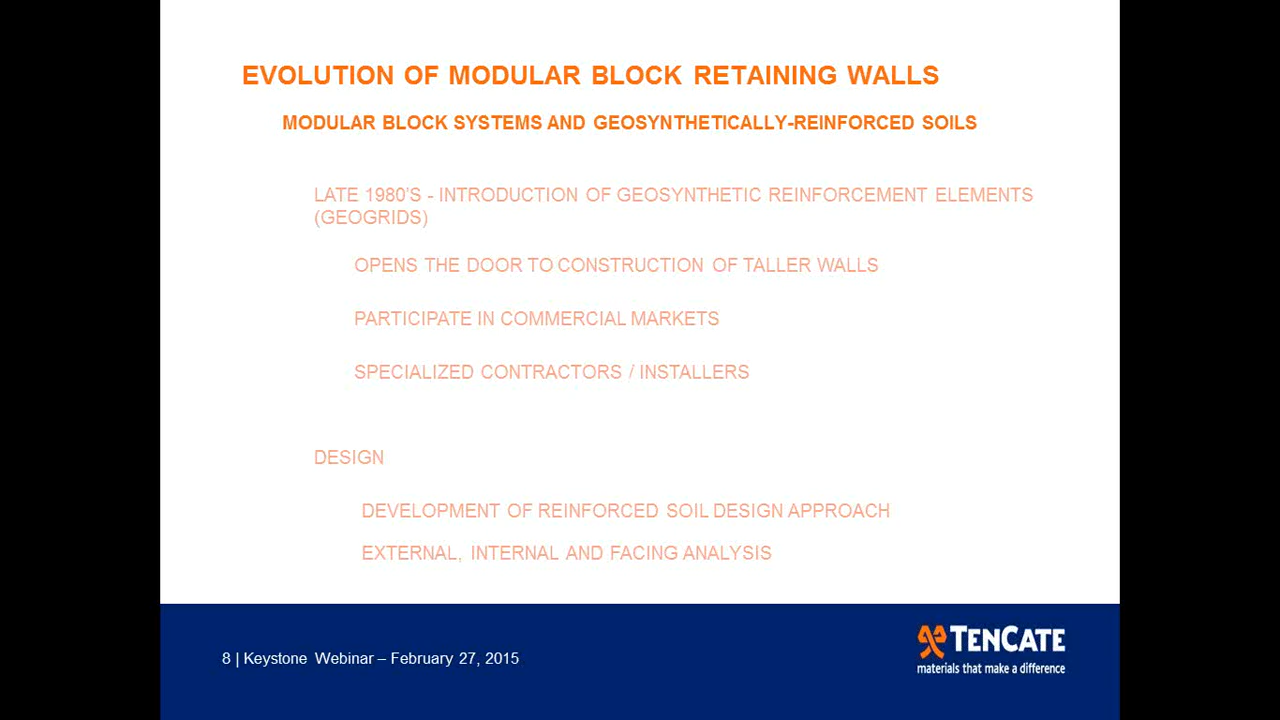 EVOLUTION OF MODULAR BLOCK RETAINING WALLS
MODULAR BLOCK SYSTEMS AND GEOSYNTHETICALLY-REINFORCED SOILS
LATE 1980'S - INTRODUCTION OF GEOSYNTHETIC REINFORCEMENT ELEMENTS
(GEOGRIDS)
OPENS THE DOOR TO CONSTRUCTION OF TALLER WALLS
PARTICIPATE IN COMMERCIAL MARKETS
SPECIALIZED CONTRACTORS / INSTALLERS
DESIGN
DEVELOPMENT OF REINFORCED SOIL DESIGN APPROACH
EXTERNAL, INTERNAL AND FACING ANALYSIS
8 | Keystone Webinar – February 27, 2015
TENCATE
materials that make a difference